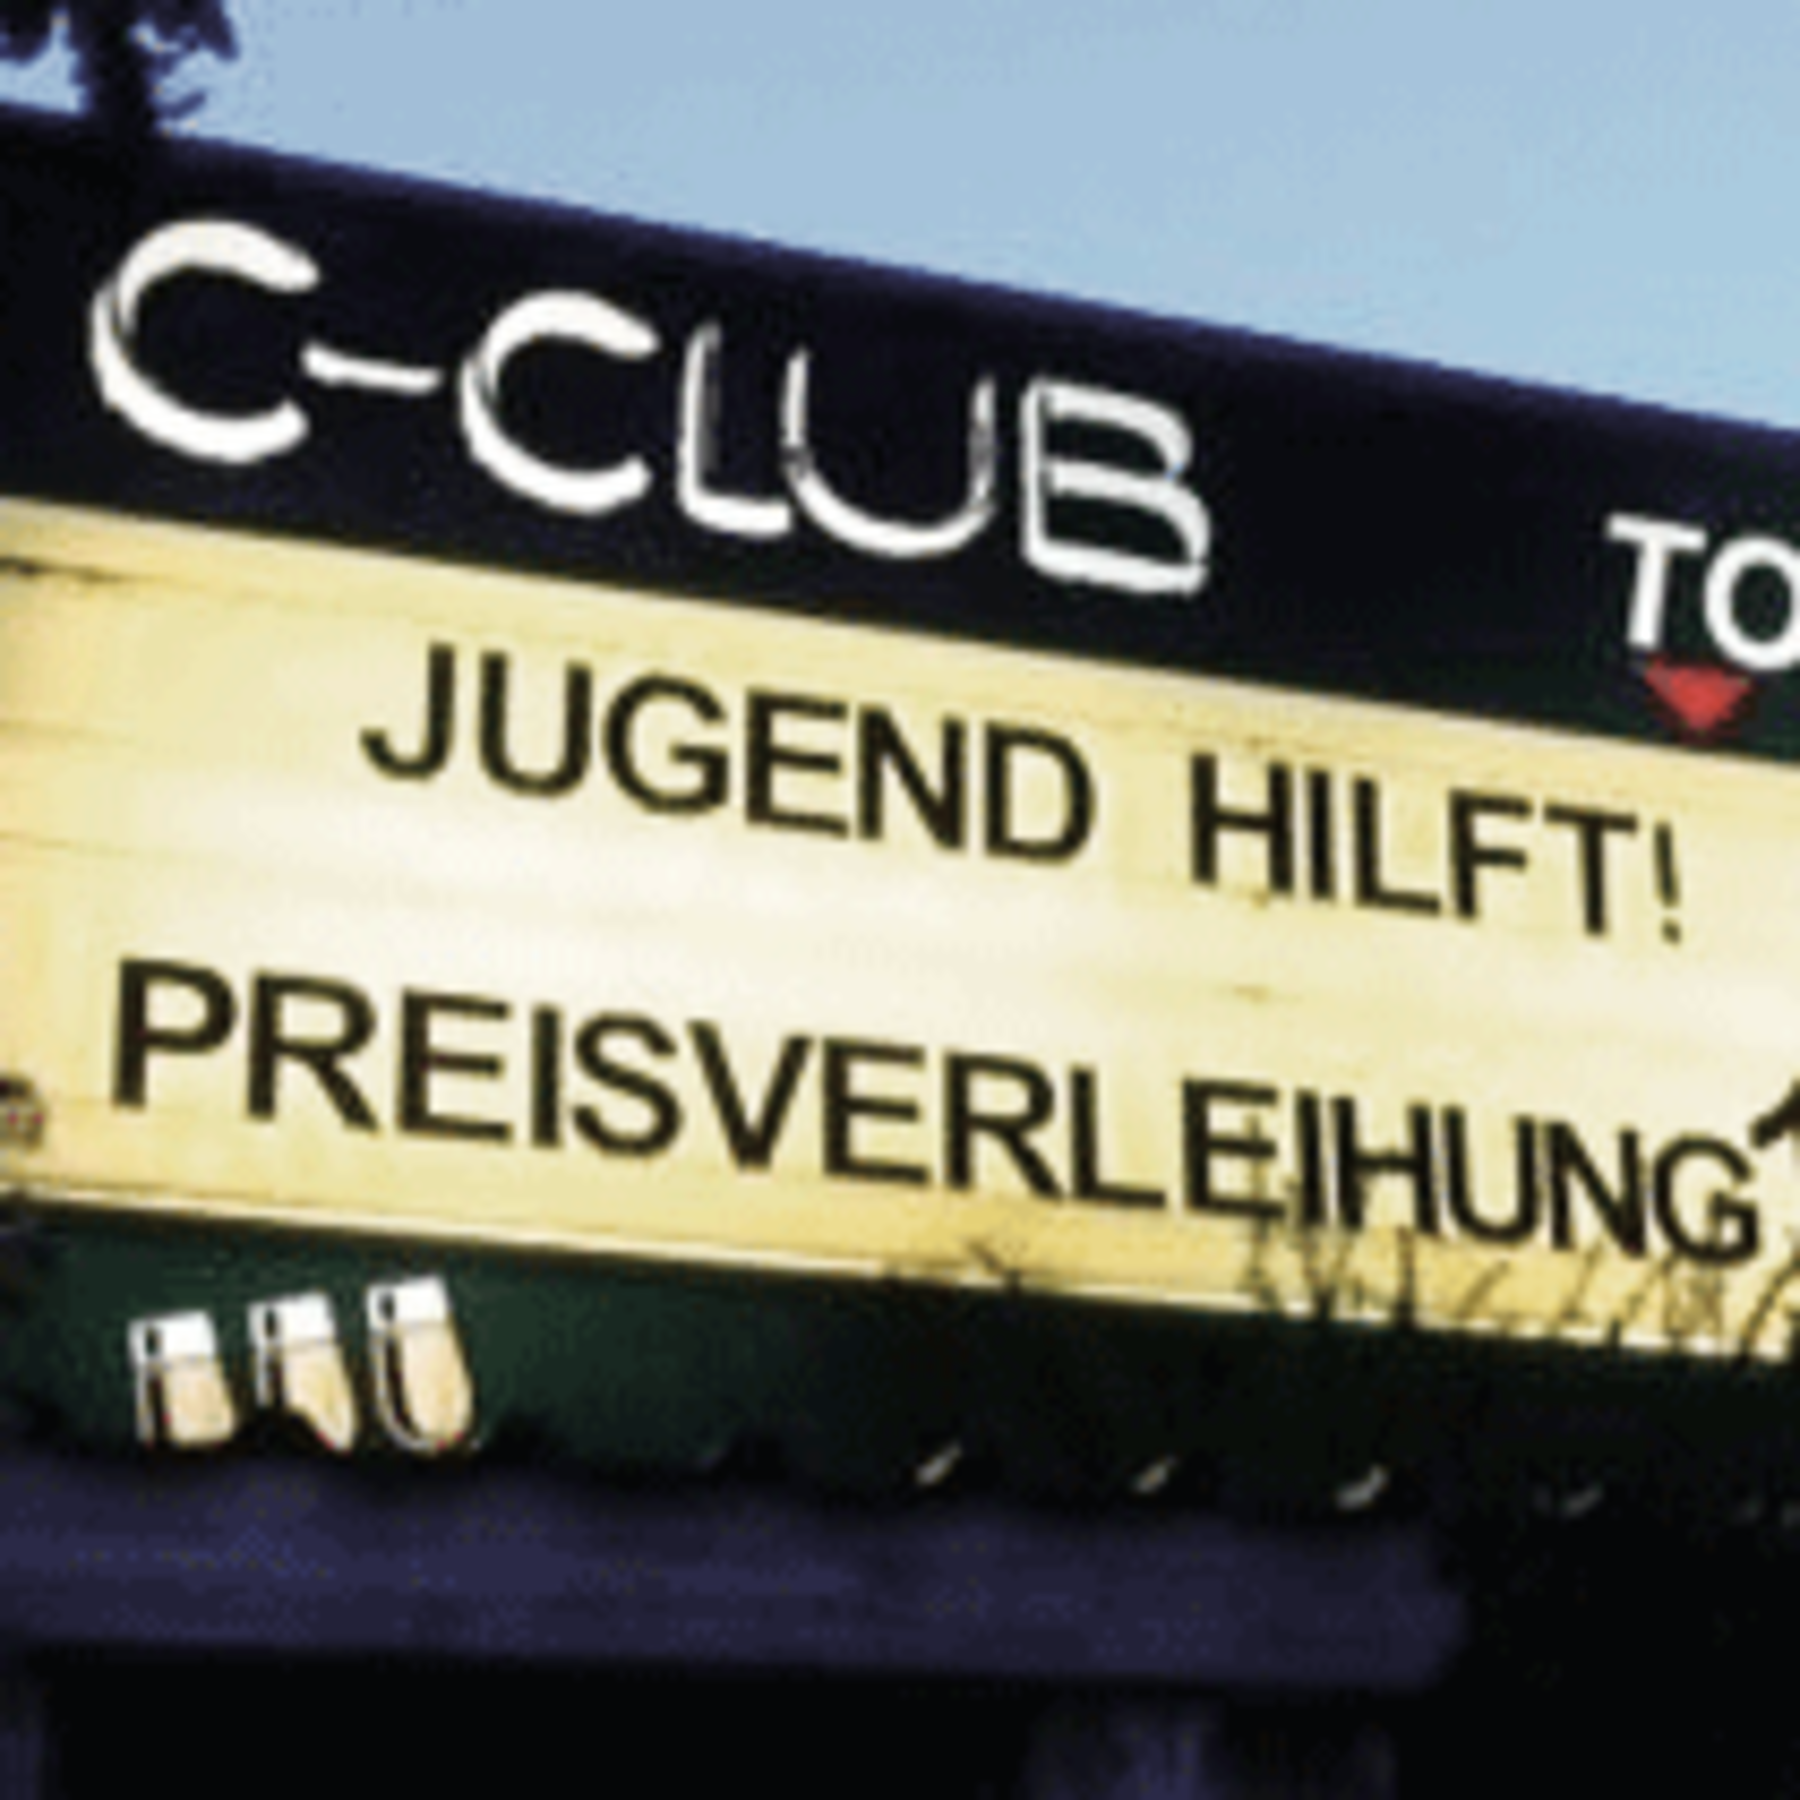 C-CLUB
TO
JUGEND HILFT!
PREISVERLEIHUNG